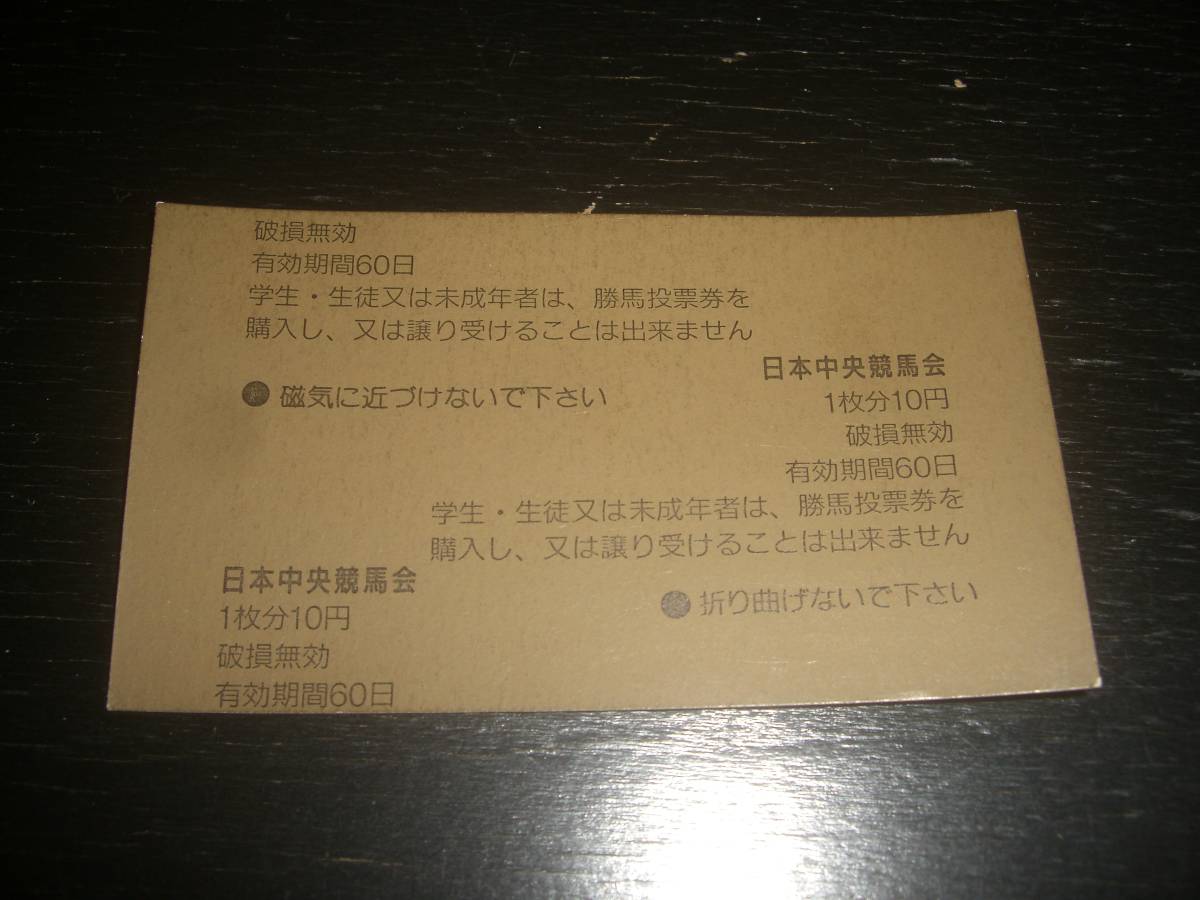 破損無効
有効期間60日
学生・生徒又は未成年者は、勝馬投票券を
購入し、又は譲り受けることは出来ません
●磁気に近づけないで下さい
日本中央競馬会
1枚分10円
破損無効
有効期間60日
学生・生徒又は未成年者は、勝馬投票券を
購入し、又は譲り受けることは出来ません
●折り曲げないで下さい
日本中央競馬会
1枚分10円
破損無効
有効期間60日